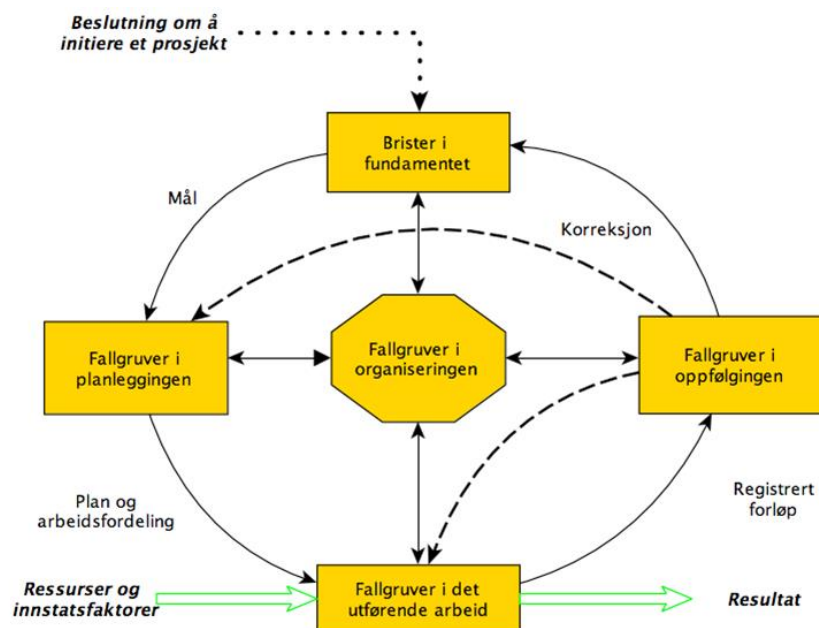 Beslutning om å
initiere et prosjekt
Brister i
fundamentet
Mål
Korreksjon
Fallgruver i
planleggingen
Fallgruver i
organiseringen
Fallgruver i
oppfølgingen
Plan og
arbeidsfordeling
Registrert
forløp
Ressurser og
innstatsfaktorer
Fallgruver i det
utførende arbeid
Resultat